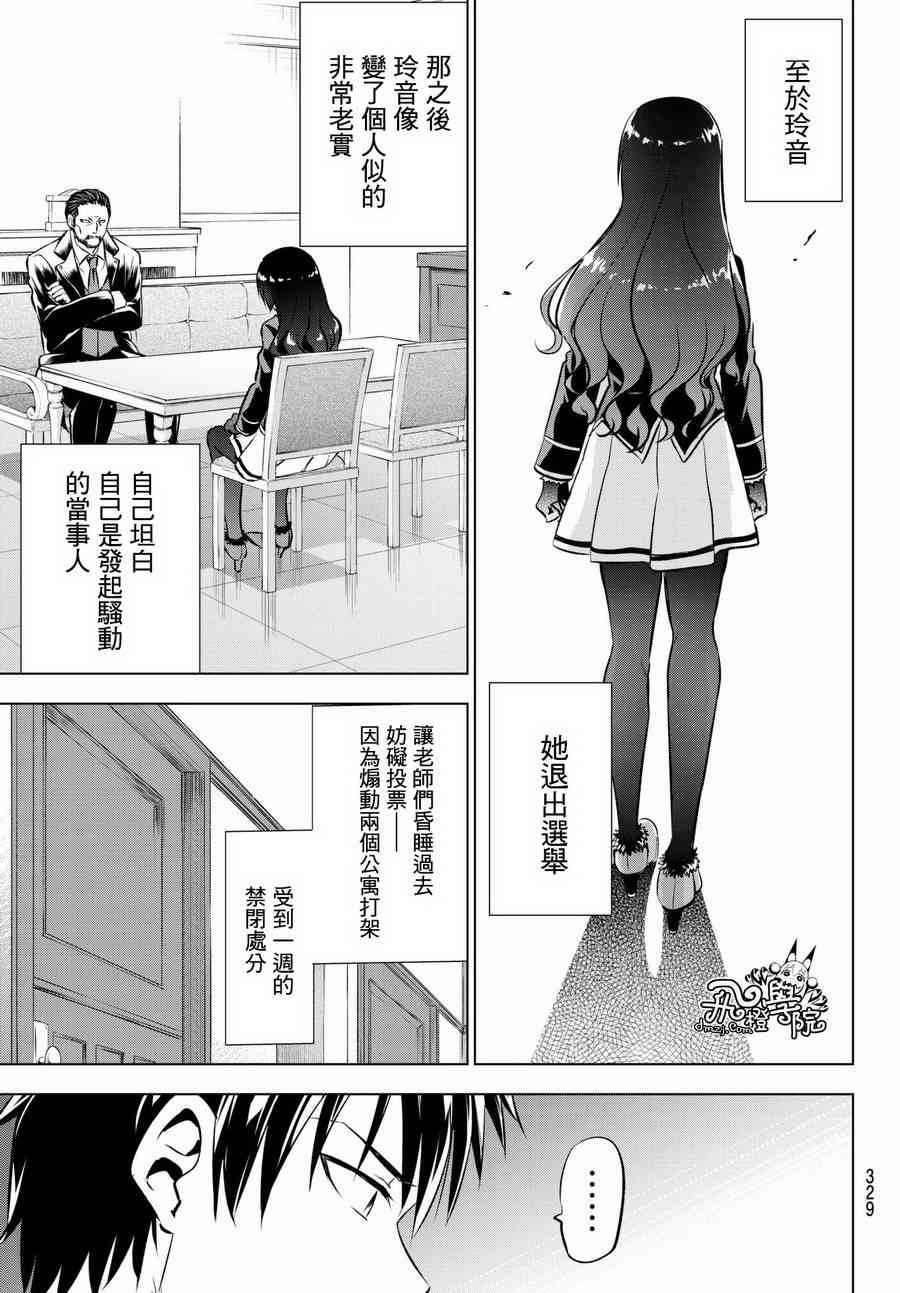 至於玲音
她退出選舉
那之後
玲音像
變了個人似的
非常老實
自己坦白
自己是發起騷動
的當事人
讓老師們昏睡過去
妨礙投票——
因為煽動兩個公寓打架
受到一週的
禁閉處分
......
dmzj.com
329